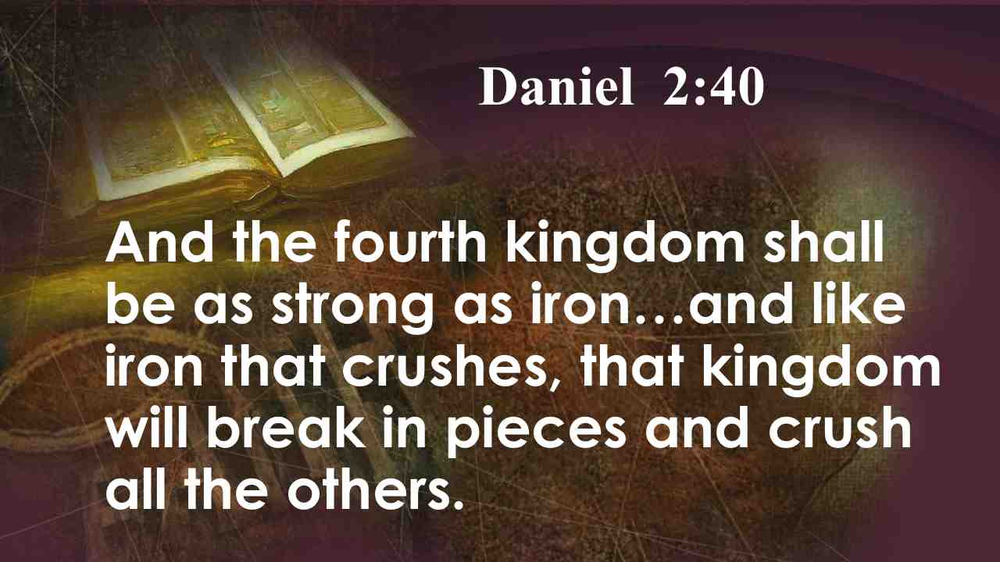 Daniel 2:40
And the fourth kingdom shall
be as strong as iron…and like
iron that crushes, that kingdom
will break in pieces and crush
all the others.